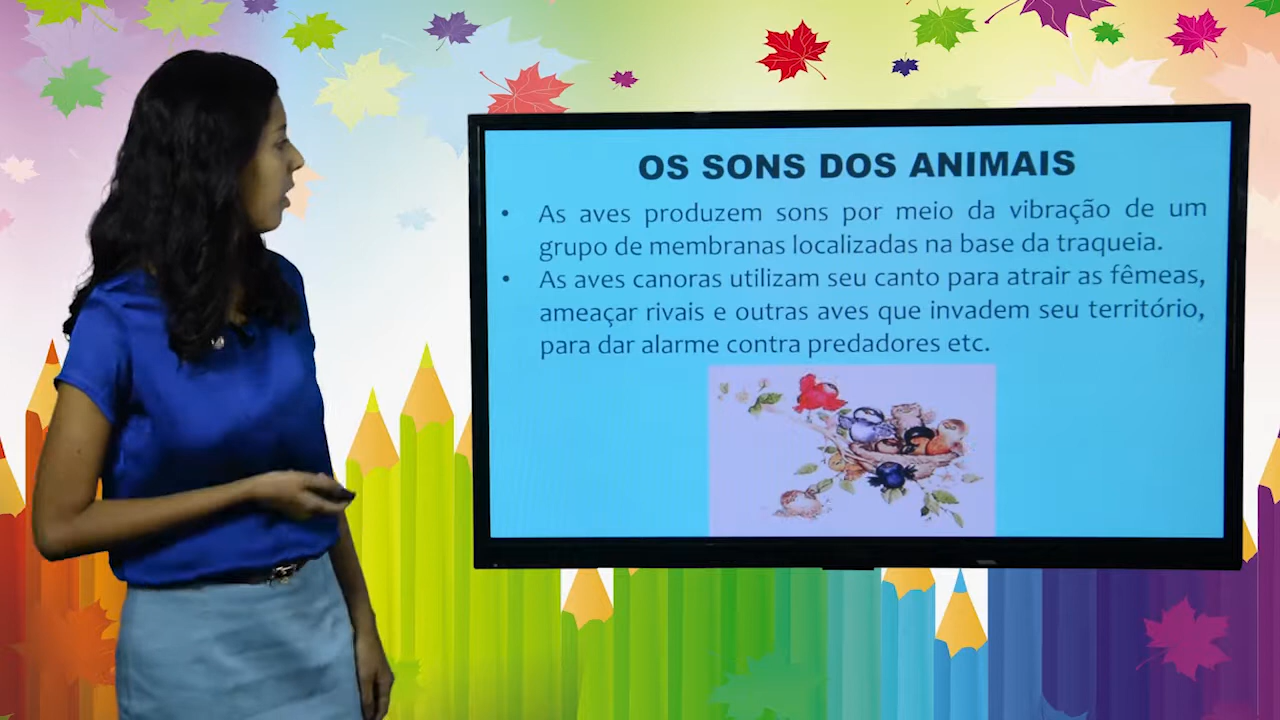 OS SONS DOS ANIMAIS
• As aves produzem sons por meio da vibração de um
grupo de membranas localizadas na base da traqueia.
• As aves canoras utilizam seu canto para atrair as fêmeas,
ameaçar rivais e outras aves que invadem seu território,
para dar alarme contra predadores etc.